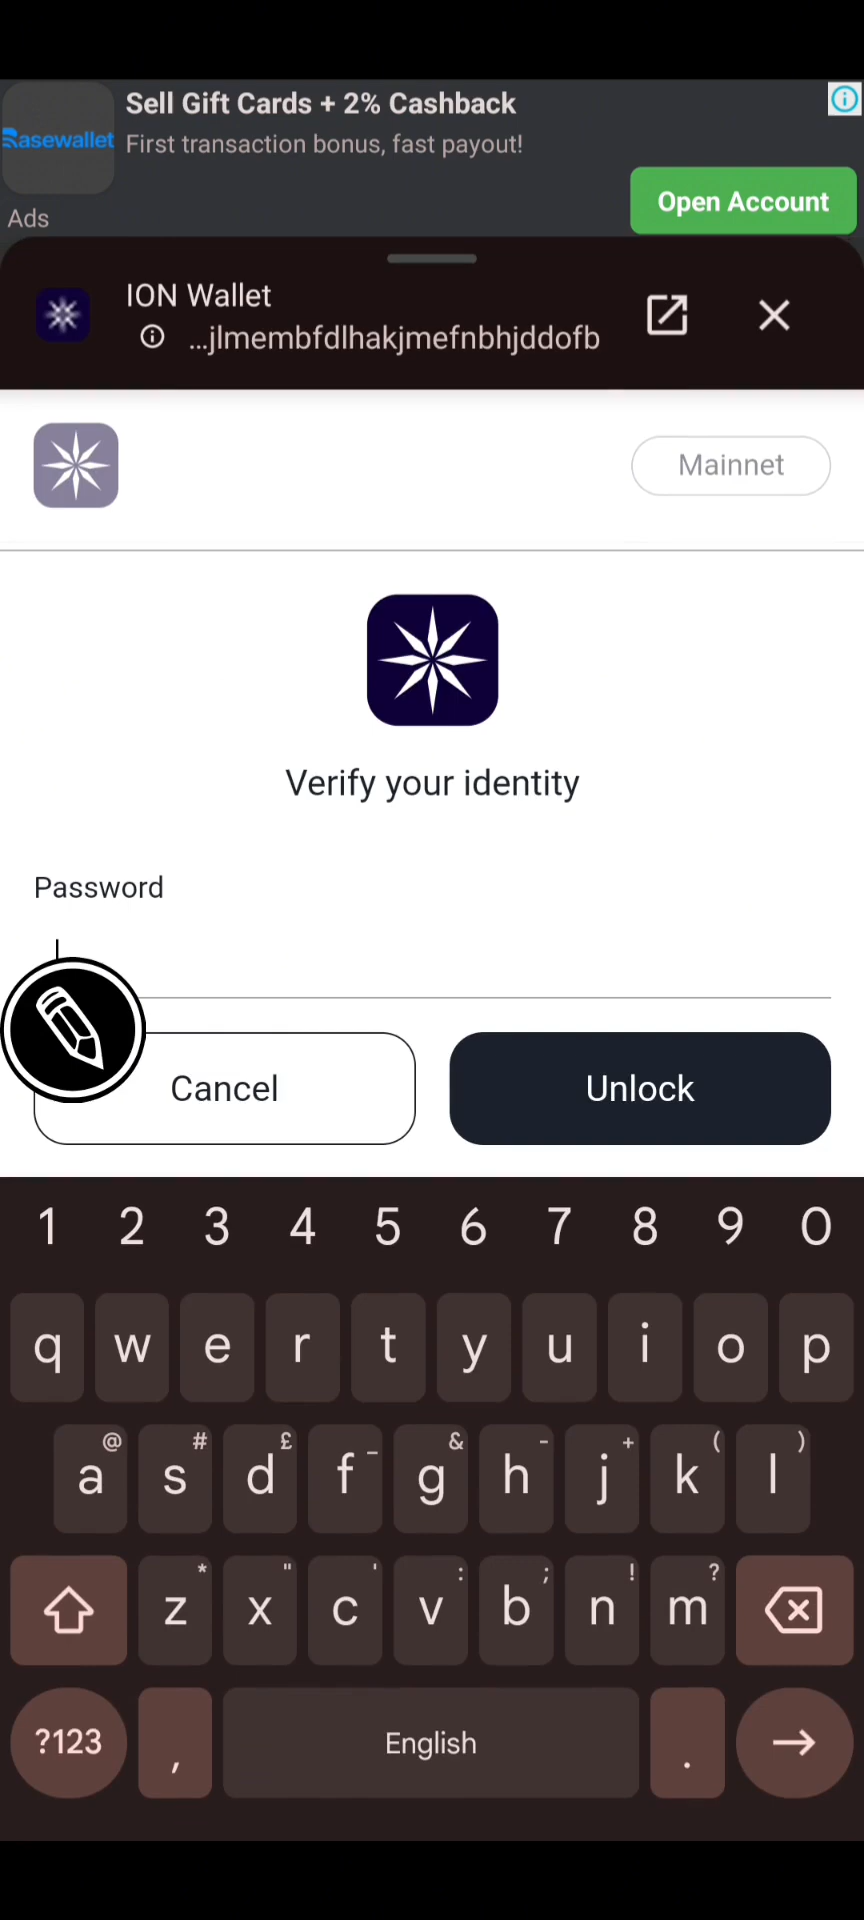 Sell Gift Cards + 2% Cashback
Basewallet
First transaction bonus, fast payout!
Open Account
Ads
ION Wallet
...jlmembfdlhakjmefnbhjddofb
Mainnet
Verify your identity
Password
Cancel
Unlock
1 2 3 4 5 6 7 8 9 0
q w e r t y u i o p
@ # £ _ & - + ( )
a s d f g h j k l
* " ' : ; ! ?
z x c v b n m
?123 , English .